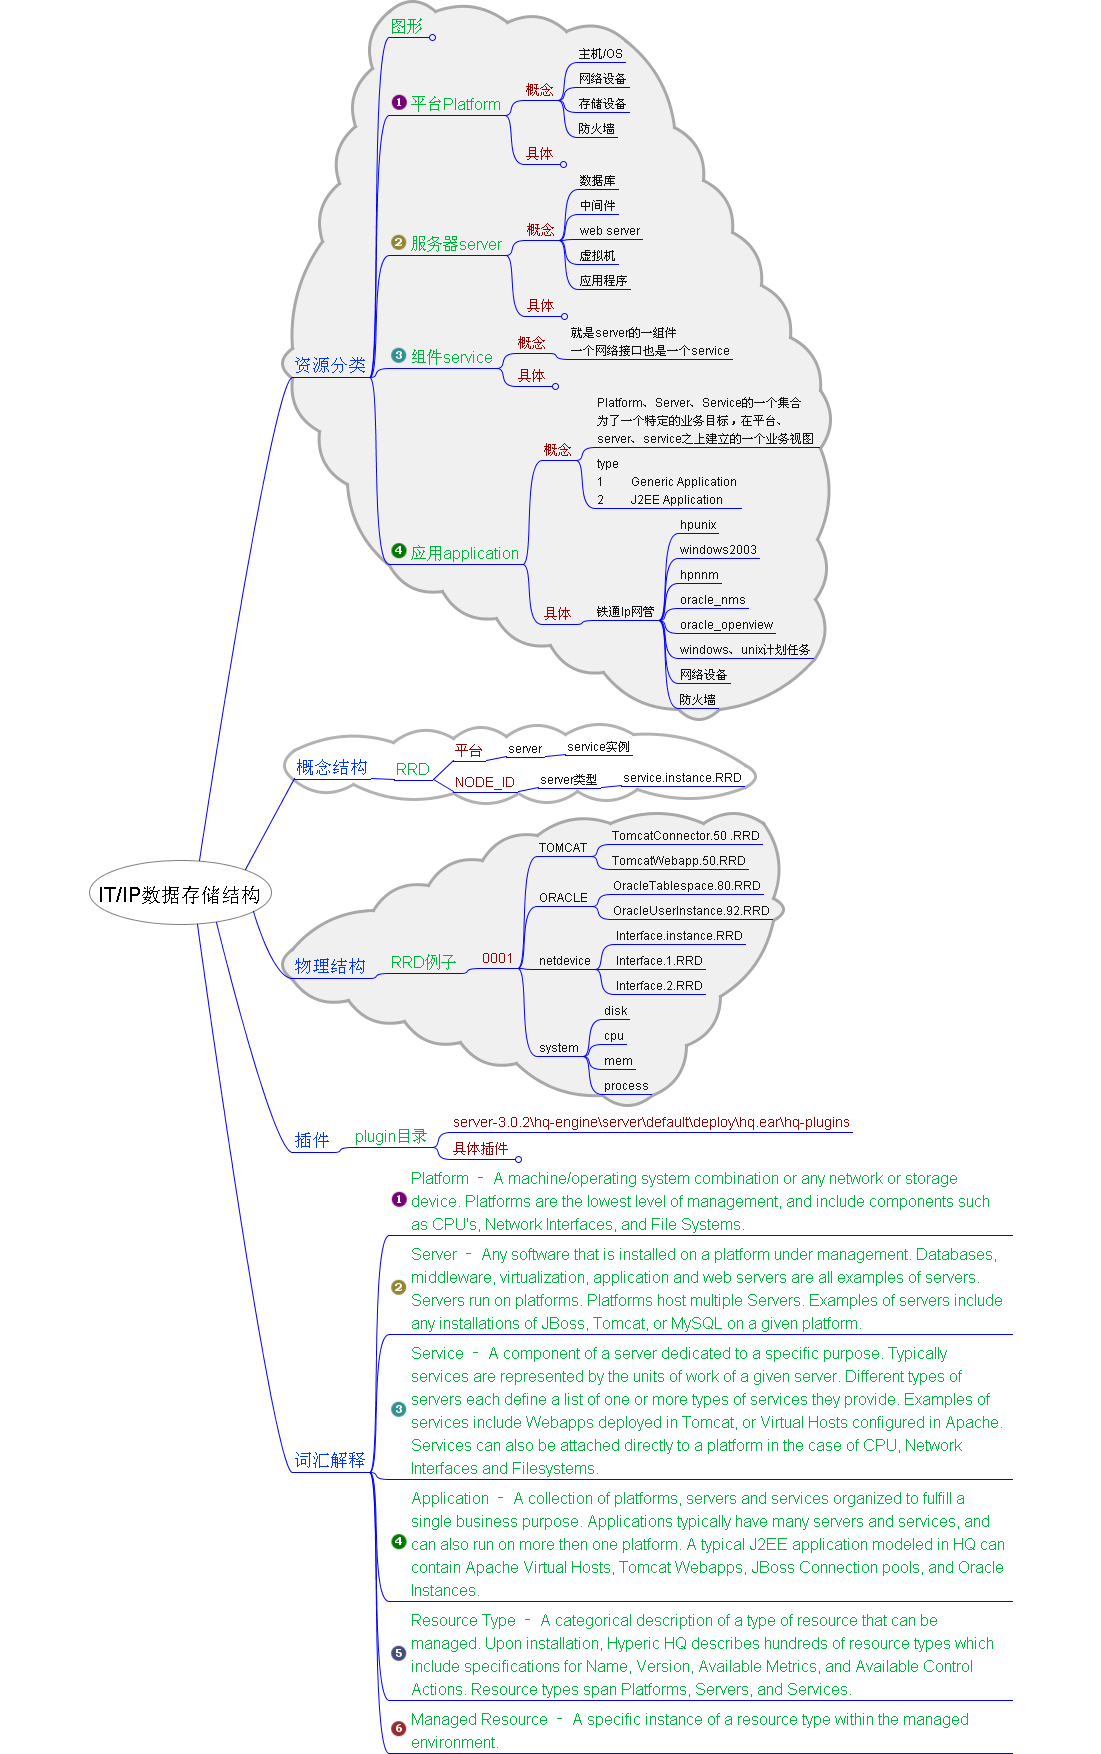 图形
主机/OS
网络设备
存储设备
防火墙
概念
1 平台Platform
具体
数据库
中间件
web server
虚拟机
应用程序
概念
2 服务器server
具体
就是server的一组件
一个网络接口也是一个service
概念
3 组件service
具体
资源分类
Platform、Server、Service的一个集合
为了一个特定的业务目标，在平台、
server、service之上建立的一个业务视图
概念
type
1 Generic Application
2 J2EE Application
4 应用application
hpunix
windows2003
hpnnm
oracle_nms
oracle_openview
windows、unix计划任务
网络设备
防火墙
具体
铁通Ip网管
概念结构
RRD
平台
server
service实例
NODE_ID
server类型
service.instance.RRD
IT/IP数据存储结构
TOMCAT
TomcatConnector.50 .RRD
TomcatWebapp.50.RRD
ORACLE
OracleTablespace.80.RRD
OracleUserInstance.92.RRD
物理结构
RRD例子
0001
netdevice
Interface.instance.RRD
Interface.1.RRD
Interface.2.RRD
system
disk
cpu
mem
process
插件
plugin目录
server-3.0.2\hq-engine\server\default\deploy\hq.ear\hq-plugins
具体插件
词汇解释
1 Platform – A machine/operating system combination or any network or storage
device. Platforms are the lowest level of management, and include components such
as CPU's, Network Interfaces, and File Systems.
2 Server – Any software that is installed on a platform under management. Databases,
middleware, virtualization, application and web servers are all examples of servers.
Servers run on platforms. Platforms host multiple Servers. Examples of servers include
any installations of JBoss, Tomcat, or MySQL on a given platform.
3 Service – A component of a server dedicated to a specific purpose. Typically
services are represented by the units of work of a given server. Different types of
servers each define a list of one or more types of services they provide. Examples of
services include Webapps deployed in Tomcat, or Virtual Hosts configured in Apache.
Services can also be attached directly to a platform in the case of CPU, Network
Interfaces and Filesystems.
4 Application – A collection of platforms, servers and services organized to fulfill a
single business purpose. Applications typically have many servers and services, and
can also run on more then one platform. A typical J2EE application modeled in HQ can
contain Apache Virtual Hosts, Tomcat Webapps, JBoss Connection pools, and Oracle
Instances.
5 Resource Type – A categorical description of a type of resource that can be
managed. Upon installation, Hyperic HQ describes hundreds of resource types which
include specifications for Name, Version, Available Metrics, and Available Control
Actions. Resource types span Platforms, Servers, and Services.
6 Managed Resource – A specific instance of a resource type within the managed
environment.